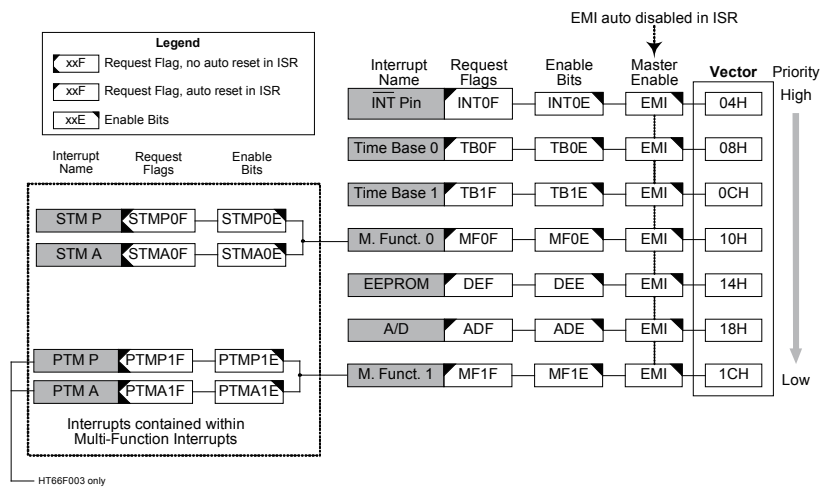 EMI auto disabled in ISR
Legend
xxF Request Flag, no auto reset in ISR
xxF Request Flag, auto reset in ISR
xxE Enable Bits
Interrupt Name Request Flags Enable Bits Master Enable Vector Priority
High
INT Pin INT0F INT0E EMI 04H
Time Base 0 TB0F TB0E EMI 08H
Time Base 1 TB1F TB1E EMI 0CH
M. Funct. 0 MF0F MF0E EMI 10H
EEPROM DEF DEE EMI 14H
A/D ADF ADE EMI 18H
M. Funct. 1 MF1F MF1E EMI 1CH
Low
Interrupt Name Request Flags Enable Bits
STM P STMP0F STMP0E
STM A STMA0F STMA0E
PTM P PTMP1F PTMP1E
PTM A PTMA1F PTMA1E
Interrupts contained within
Multi-Function Interrupts
HT66F003 only